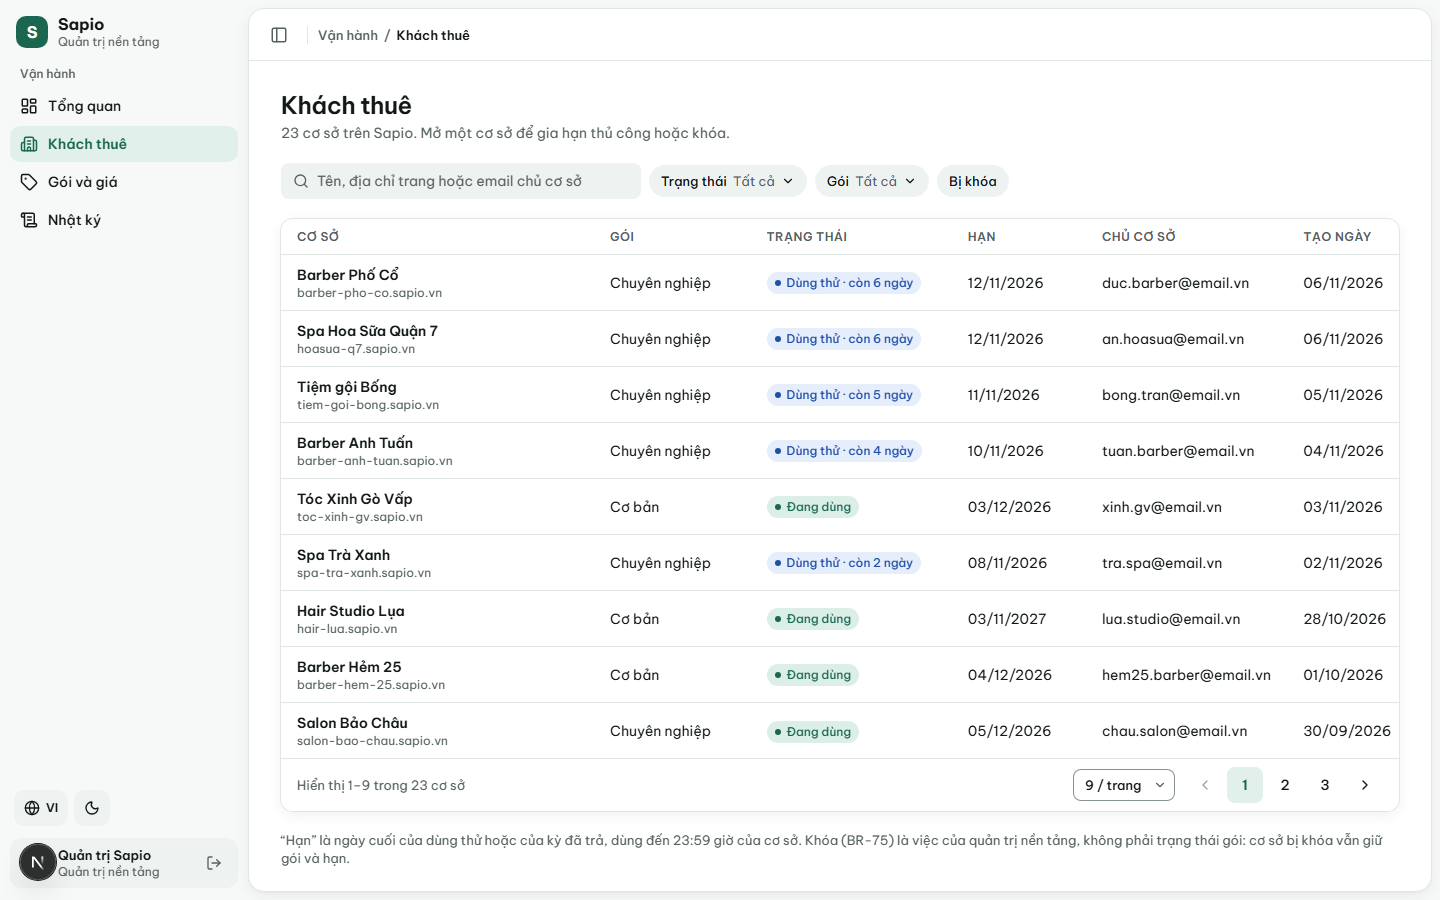 S
Sapio
Quản trị nền tảng
Vận hành
Tổng quan
Khách thuê
Gói và giá
Nhật ký
VI
N
Quản trị Sapio
Quản trị nền tảng
Vận hành / Khách thuê
Khách thuê
23 cơ sở trên Sapio. Mở một cơ sở để gia hạn thủ công hoặc khóa.
Tên, địa chỉ trang hoặc email chủ cơ sở
Trạng thái Tất cả
Gói Tất cả
Bị khóa
CƠ SỞ GÓI TRẠNG THÁI HẠN CHỦ CƠ SỞ TẠO NGÀY
Barber Phố Cổ
barber-pho-co.sapio.vn
Chuyên nghiệp Dùng thử · còn 6 ngày 12/11/2026 duc.barber@email.vn 06/11/2026
Spa Hoa Sữa Quận 7
hoasua-q7.sapio.vn
Chuyên nghiệp Dùng thử · còn 6 ngày 12/11/2026 an.hoasua@email.vn 06/11/2026
Tiệm gội Bống
tiem-goi-bong.sapio.vn
Chuyên nghiệp Dùng thử · còn 5 ngày 11/11/2026 bong.tran@email.vn 05/11/2026
Barber Anh Tuấn
barber-anh-tuan.sapio.vn
Chuyên nghiệp Dùng thử · còn 4 ngày 10/11/2026 tuan.barber@email.vn 04/11/2026
Tóc Xinh Gò Vấp
toc-xinh-gv.sapio.vn
Cơ bản Đang dùng 03/12/2026 xinh.gv@email.vn 03/11/2026
Spa Trà Xanh
spa-tra-xanh.sapio.vn
Chuyên nghiệp Dùng thử · còn 2 ngày 08/11/2026 tra.spa@email.vn 02/11/2026
Hair Studio Lụa
hair-lua.sapio.vn
Cơ bản Đang dùng 03/11/2027 lua.studio@email.vn 28/10/2026
Barber Hẻm 25
barber-hem-25.sapio.vn
Cơ bản Đang dùng 04/12/2026 hem25.barber@email.vn 01/10/2026
Salon Bảo Châu
salon-bao-chau.sapio.vn
Chuyên nghiệp Đang dùng 05/12/2026 chau.salon@email.vn 30/09/2026
Hiển thị 1–9 trong 23 cơ sở
9 / trang
1 2 3
“Hạn” là ngày cuối của dùng thử hoặc của kỳ đã trả, dùng đến 23:59 giờ của cơ sở. Khóa (BR-75) là việc của quản trị nền tảng, không phải trạng thái gói: cơ sở bị khóa vẫn giữ
gói và hạn.